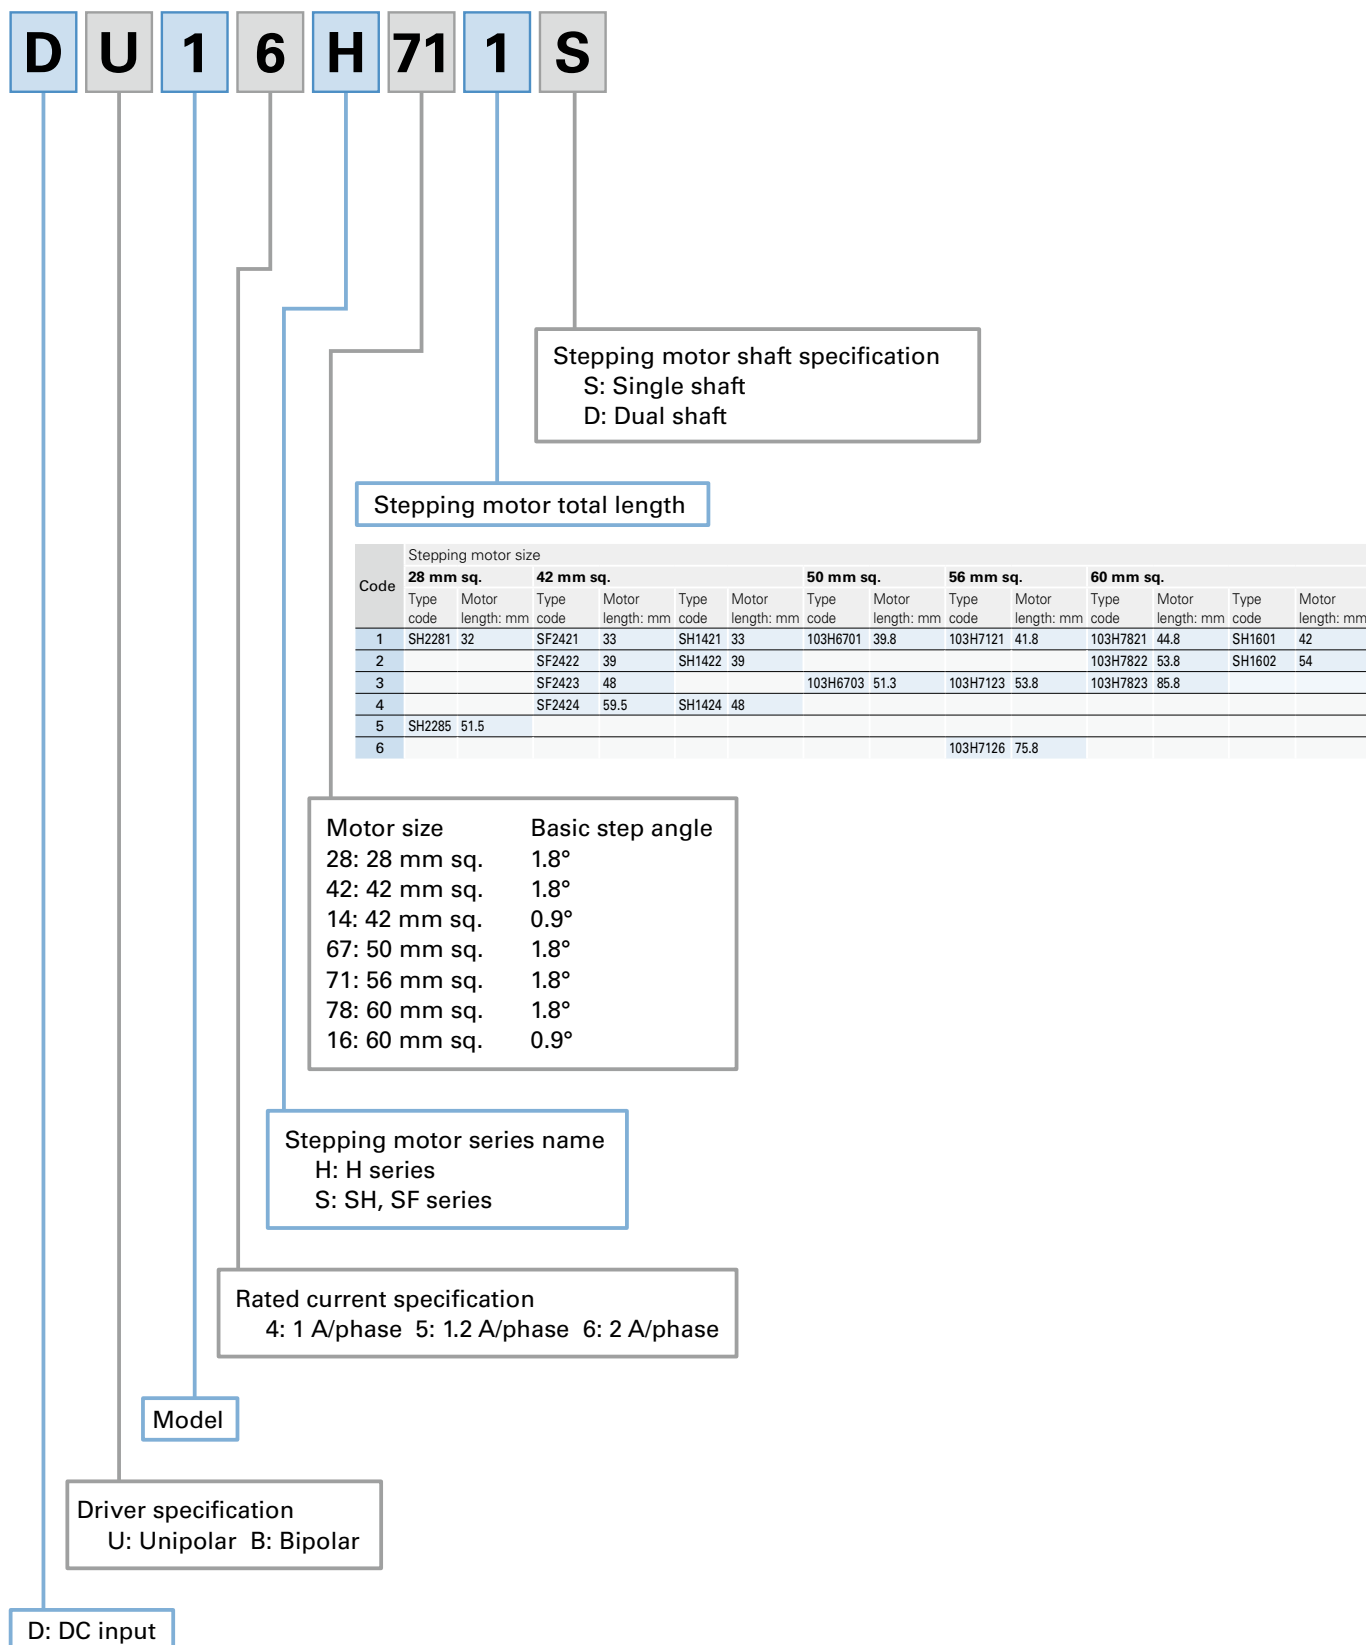 D U 1 6 H 71 1 S
Stepping motor shaft specification
S: Single shaft
D: Dual shaft
Stepping motor total length
Code Stepping motor size
28 mm sq. 42 mm sq. 50 mm sq. 56 mm sq. 60 mm sq.
Type code Motor length: mm Type code Motor length: mm Type code Motor length: mm Type code Motor length: mm Type code Motor length: mm Type code Motor length: mm Type code Motor length: mm
1 SH2281 32 SF2421 33 SH1421 33 103H6701 39.8 103H7121 41.8 103H7821 44.8 SH1601 42
2 SF2422 39 SH1422 39 103H7822 53.8 SH1602 54
3 SF2423 48 103H6703 51.3 103H7123 53.8 103H7823 85.8
4 SF2424 59.5 SH1424 48
5 SH2285 51.5
6 103H7126 75.8
Motor size Basic step angle
28: 28 mm sq. 1.8°
42: 42 mm sq. 1.8°
14: 42 mm sq. 0.9°
67: 50 mm sq. 1.8°
71: 56 mm sq. 1.8°
78: 60 mm sq. 1.8°
16: 60 mm sq. 0.9°
Stepping motor series name
H: H series
S: SH, SF series
Rated current specification
4: 1 A/phase 5: 1.2 A/phase 6: 2 A/phase
Model
Driver specification
U: Unipolar B: Bipolar
D: DC input